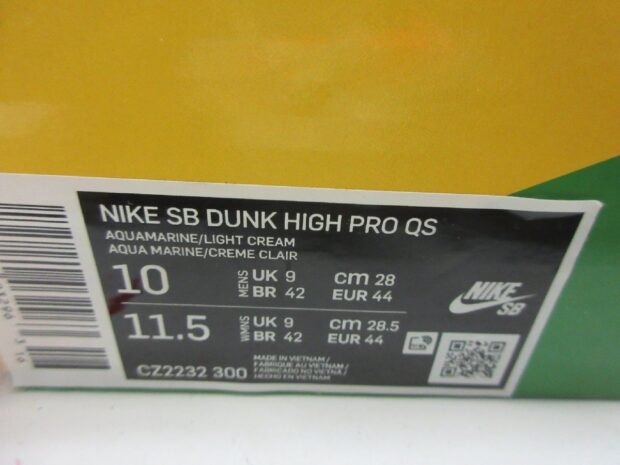 NIKE SB DUNK HIGH PRO QS
AQUAMARINE/LIGHT CREAM
AQUA MARINE/CREME CLAIR
10 MENS UK 9 cm 28
BR 42 EUR 44
11.5 WMNS UK 9 cm 28.5
BR 42 EUR 44
CZ2232 300
MADE IN VIETNAM/
FABRIQUE AU VIETNAM/
FABRICADO NO VIETNÃ/
HECHO EN VIETNAM
NIKE
SB